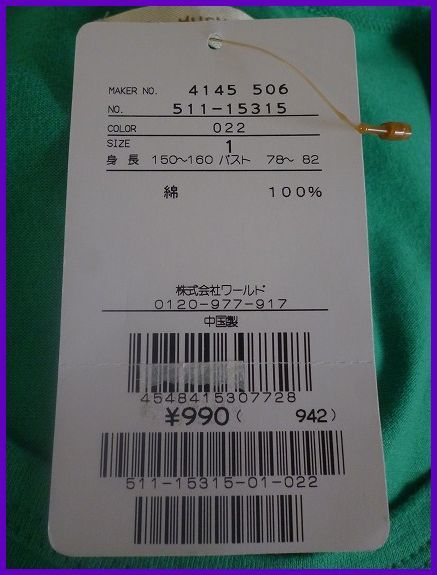 MAKER NO. 4145 506
NO. 511-15315
COLOR 022
SIZE 1
身長 150〜160 バスト 78〜 82
綿 100%
株式会社ワールド
0120-977-917
中国製
4548415307728
¥990( 942)
511-15315-01-022